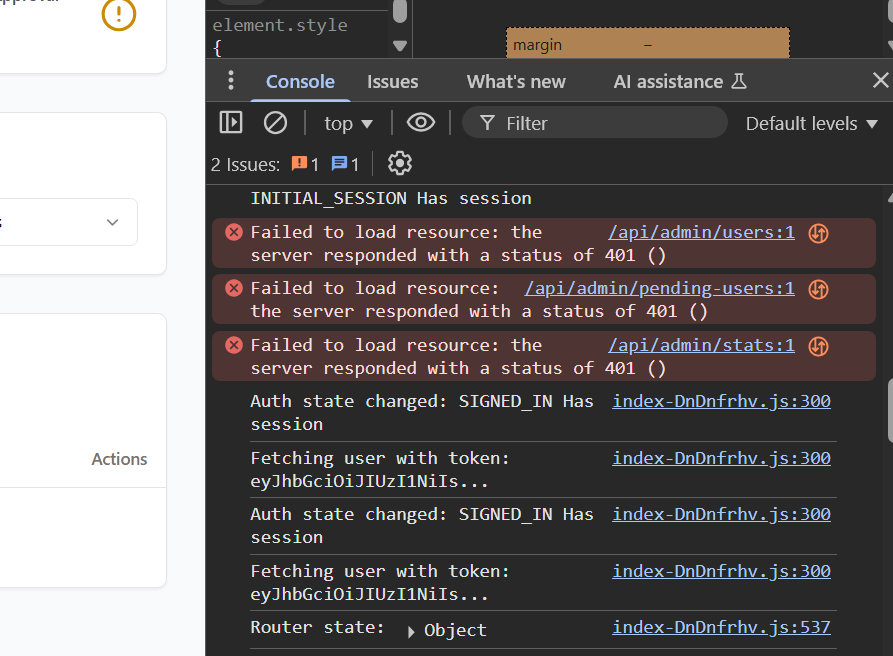 element.style
{
margin –
Console Issues What's new AI assistance
top Filter Default levels
2 Issues: 1 1
INITIAL_SESSION Has session
Failed to load resource: the /api/admin/users:1
server responded with a status of 401 ()
Failed to load resource: /api/admin/pending-users:1
the server responded with a status of 401 ()
Failed to load resource: the /api/admin/stats:1
server responded with a status of 401 ()
Auth state changed: SIGNED_IN Has index-DnDnfrhv.js:300
session
Fetching user with token: index-DnDnfrhv.js:300
eyJhbGciOiJIUzI1NiIs...
Actions
Auth state changed: SIGNED_IN Has index-DnDnfrhv.js:300
session
Fetching user with token: index-DnDnfrhv.js:300
eyJhbGciOiJIUzI1NiIs...
Router state: Object index-DnDnfrhv.js:537